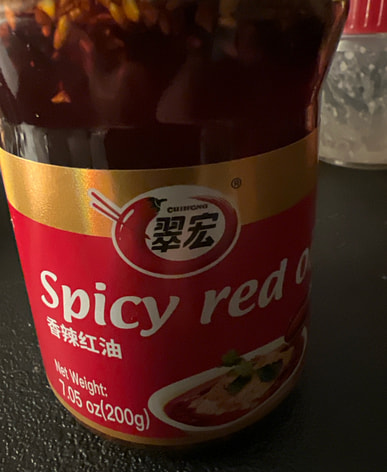 CUIHONG
®
翠宏
Spicy red o
香辣红油
Net Weight:
7.05 oz(200g)